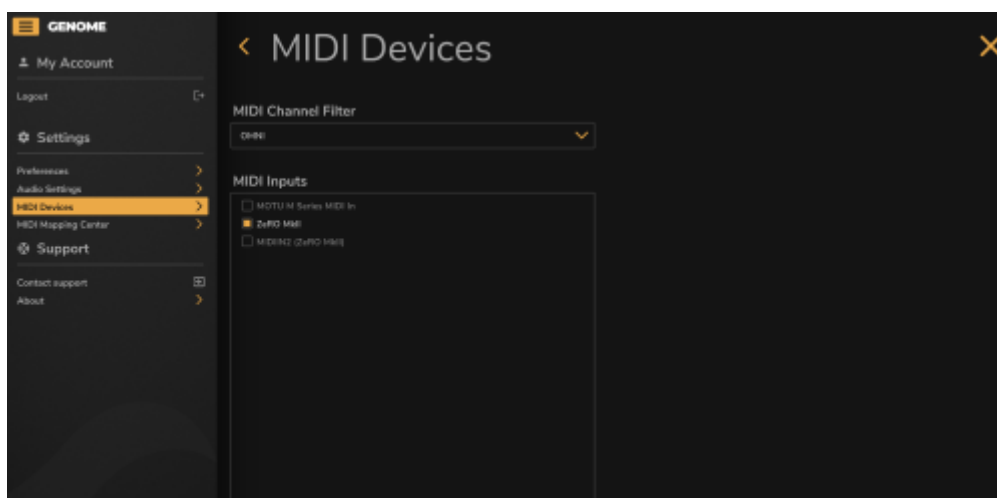 GENOME
My Account
Logout
Settings
Preferences
Audio Settings
MIDI Devices
MIDI Mapping Center
Support
Contact support
About
MIDI Devices
MIDI Channel Filter
OMNI
MIDI Inputs
MOTU M Series MIDI In
ZeRO MkII
MIDIIN2 (ZeRO MkII)